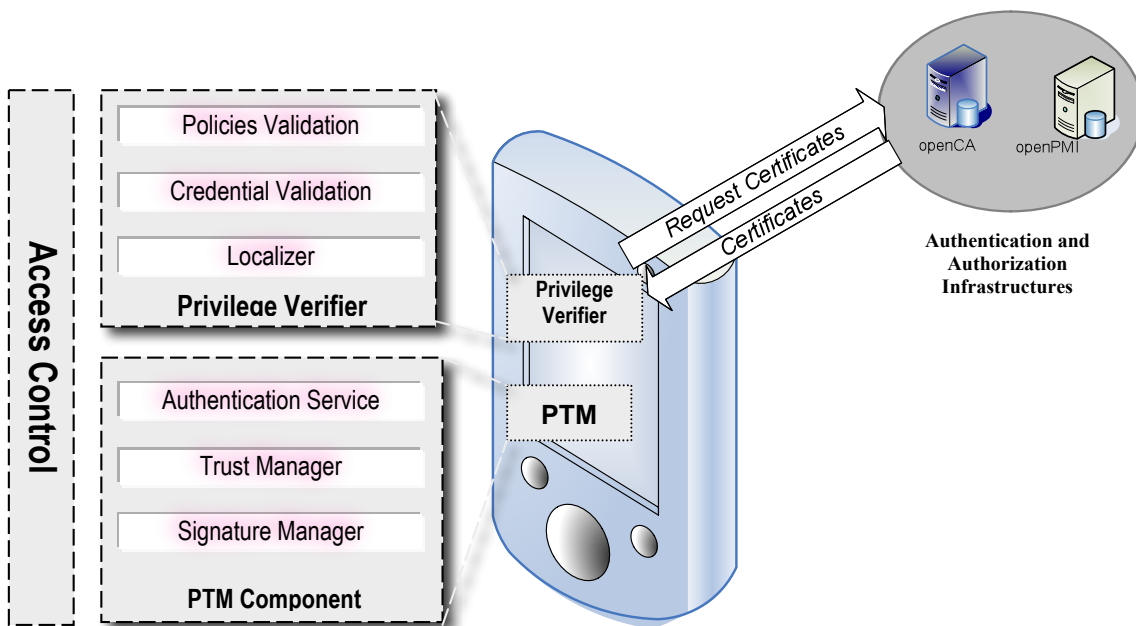 Access Control
Policies Validation
Credential Validation
Localizer
Privilege Verifier
Authentication Service
Trust Manager
Signature Manager
PTM Component
Privilege
Verifier
PTM
Request Certificates
Certificates
openCA
openPMI
Authentication and
Authorization
Infrastructures